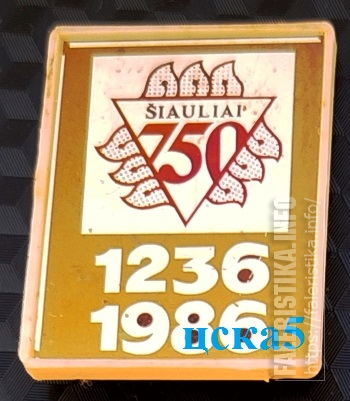 ŠIAULIAI
750
1236
1986
цска5
FALERISTIKA.INFO
https://faleristika.info/